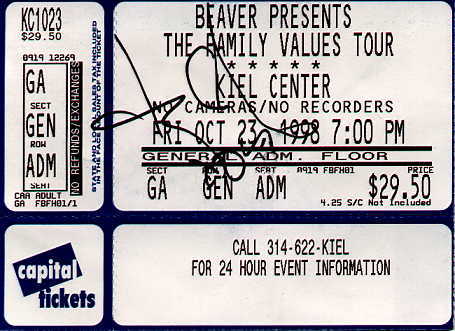 KC1023
$29.50
0919 12269
GA
SECT
GEN
ROW
ADM
SEAT
CAA ADULT
GA FBFH01/1
NO REFUNDS/EXCHANGES
STATE AND LOCAL SALES TAX INCLUDED
IN THE FACE AMOUNT OF THE TICKET
BEAVER PRESENTS
THE FAMILY VALUES TOUR
* * * * *
KIEL CENTER
NO CAMERAS/NO RECORDERS
FRI OCT 23, 1998 7:00 PM
GENERAL ADM. FLOOR
SECT ROW SEAT 0919 FBFH01 PRICE
GA GEN ADM $29.50
4.25 S/C Not Included
capital
tickets
CALL 314-622-KIEL
FOR 24 HOUR EVENT INFORMATION